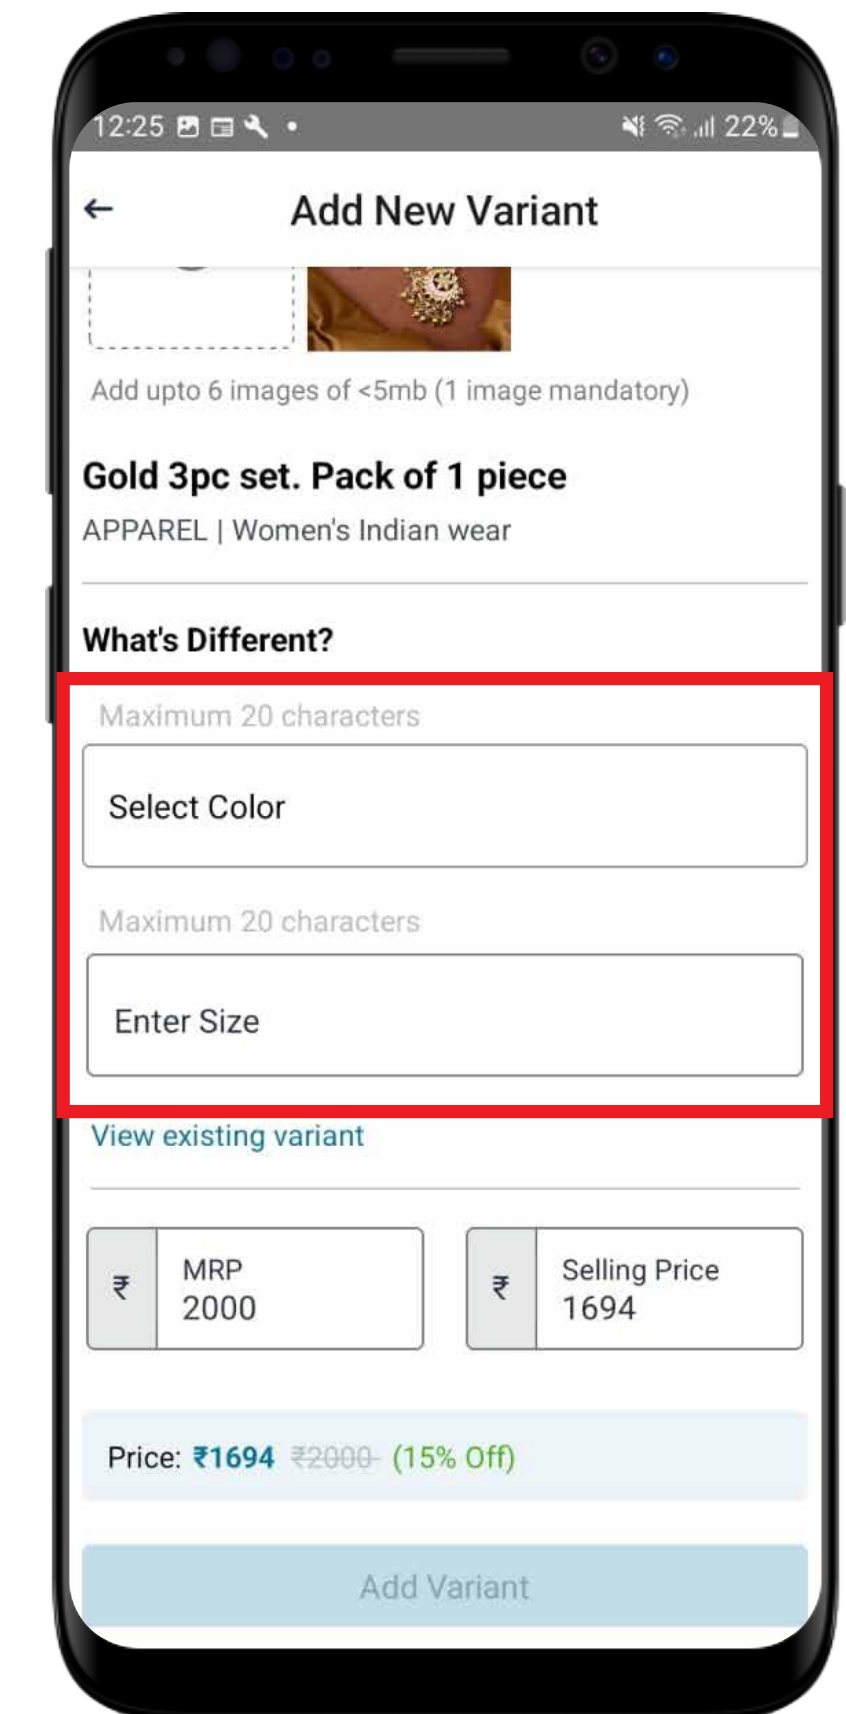 12:25 22%
Add New Variant
Add upto 6 images of <5mb (1 image mandatory)
Gold 3pc set. Pack of 1 piece
APPAREL | Women's Indian wear
What's Different?
Maximum 20 characters
Select Color
Maximum 20 characters
Enter Size
View existing variant
₹ MRP 2000
₹ Selling Price 1694
Price: ₹1694 ₹2000 (15% Off)
Add Variant